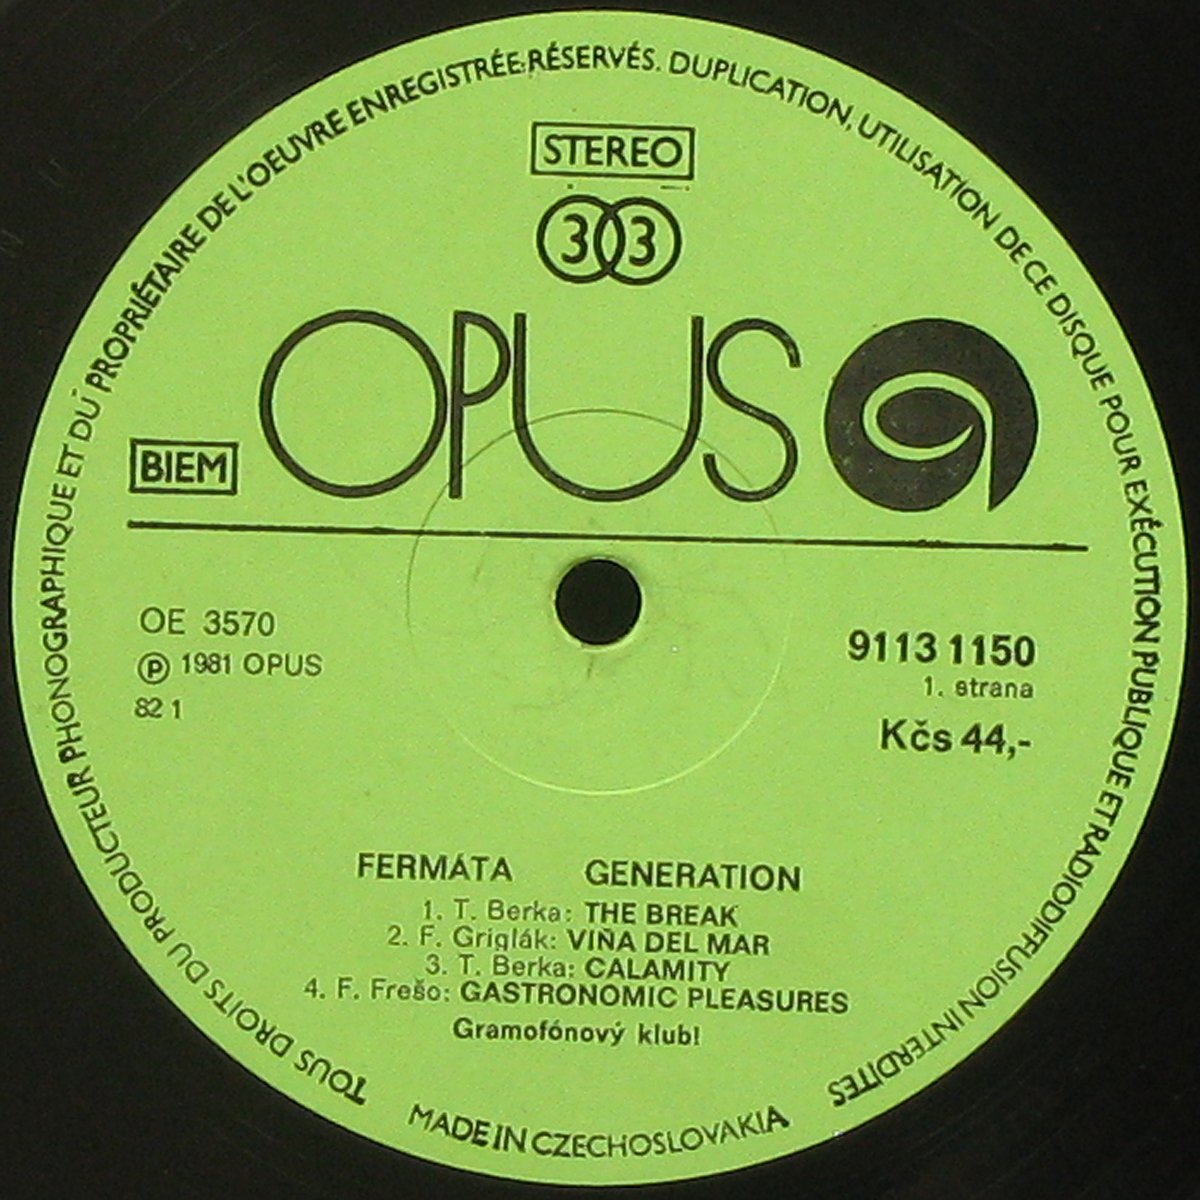 TOUS DROITS DU PRODUCTEUR PHONOGRAPHIQUE ET DU PROPRIÉTAIRE DE L'OEUVRE ENREGISTRÉE RÉSERVÉS. DUPLICATION, UTILISATION DE CE DISQUE POUR EXÉCUTION PUBLIQUE ET RADIODIFFUSION INTERDITES
STEREO
33
OPUS
BIEM
OE 3570
℗ 1981 OPUS
82 1
9113 1150
1. strana
Kčs 44,-
FERMÁTA GENERATION
1. T. Berka: THE BREAK
2. F. Griglák: VIÑA DEL MAR
3. T. Berka: CALAMITY
4. F. Frešo: GASTRONOMIC PLEASURES
Gramofónový klub!
MADE IN CZECHOSLOVAKIA